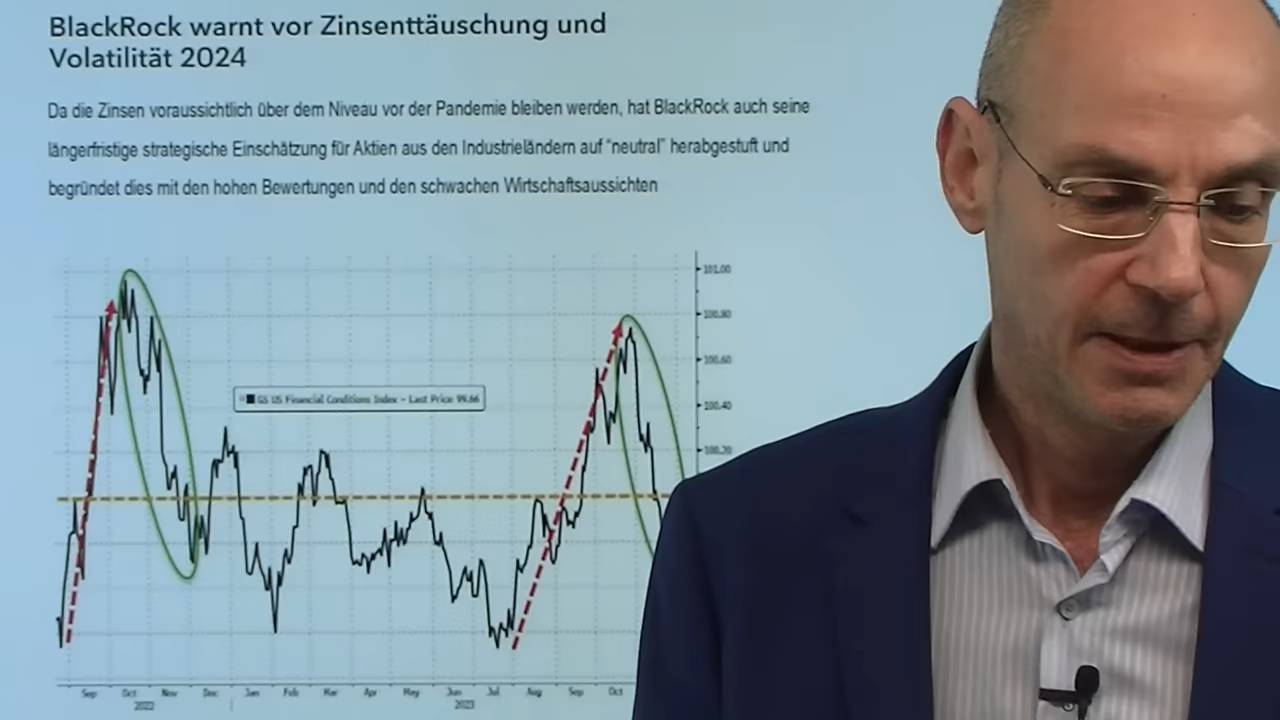 BlackRock warnt vor Zinsenttäuschung und
Volatilität 2024
Da die Zinsen voraussichtlich über dem Niveau vor der Pandemie bleiben werden, hat BlackRock auch seine
längerfristige strategische Einschätzung für Aktien aus den Industrieländern auf "neutral" herabgestuft und
begründet dies mit den hohen Bewertungen und den schwachen Wirtschaftsaussichten
101.00
100.80
100.60
GS US Financial Conditions Index - Last Price 99.66
100.40
100.20
Sep Oct Nov Dec Jan Feb Mar Apr May Jun Jul Aug Sep Oct
2022 2023